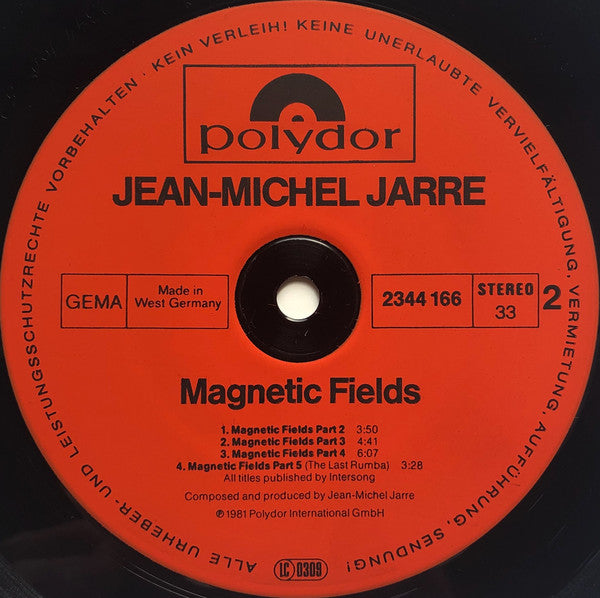 ALLE URHEBER- UND LEISTUNGSSCHUTZRECHTE VORBEHALTEN · KEIN VERLEIH! KEINE UNERLAUBTE VERVIELFÄLTIGUNG, VERMIETUNG, AUFFÜHRUNG, SENDUNG!
polydor
JEAN-MICHEL JARRE
GEMA
Made in
West Germany
2344 166
STEREO
33
2
Magnetic Fields
1. Magnetic Fields Part 2 3:50
2. Magnetic Fields Part 3 4:41
3. Magnetic Fields Part 4 6:07
4. Magnetic Fields Part 5 (The Last Rumba) 3:28
All titles published by Intersong
Composed and produced by Jean-Michel Jarre
℗ 1981 Polydor International GmbH
LC 0309